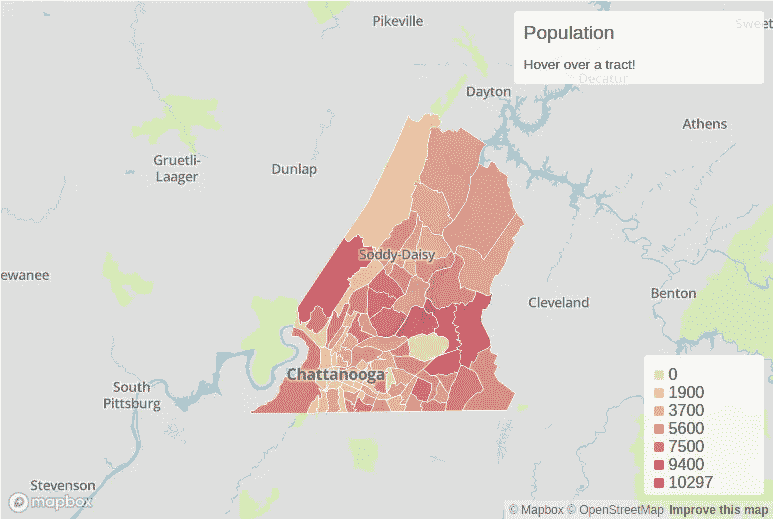 Pikeville
Population
Hover over a tract!
Sweet
Decatur
Dayton
Athens
Gruetli-
Laager
Dunlap
Soddy-Daisy
ewanee
Cleveland
Benton
Chattanooga
South
Pittsburg
0
1900
3700
5600
7500
9400
10297
Stevenson
mapbox
© Mapbox © OpenStreetMap Improve this map